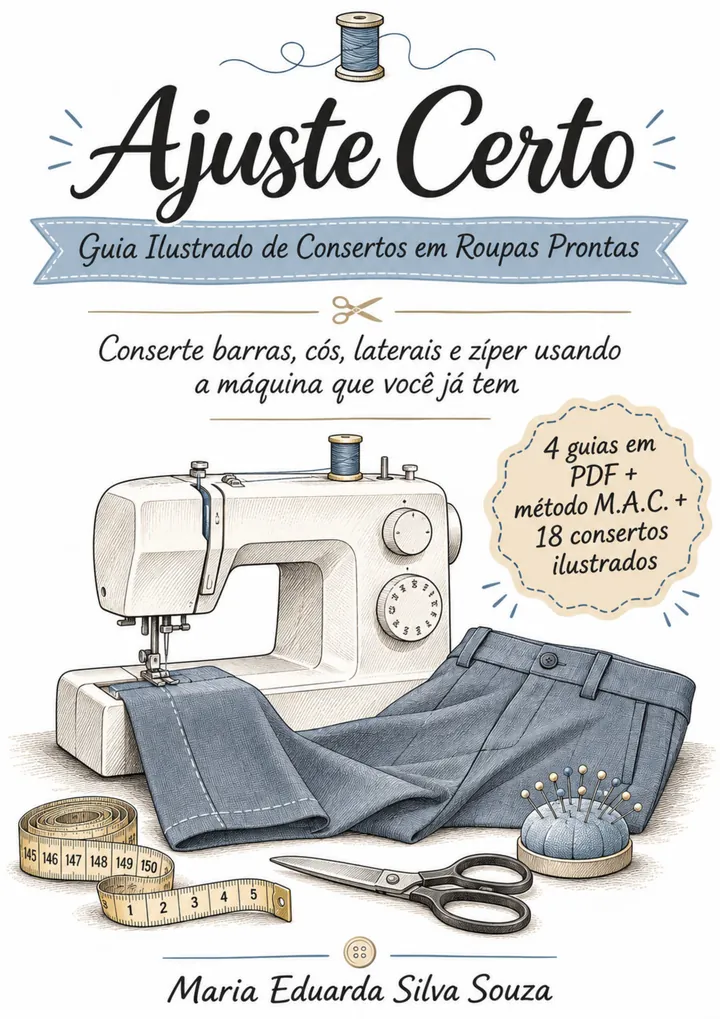 Ajuste Certo
Guia Ilustrado de Consertos em Roupas Prontas
Conserte barras, cós, laterais e zíper usando
a máquina que você já tem
4 guias em
PDF +
método M.A.C. +
18 consertos
ilustrados
145 146 147 148 149 150
1 2 3 4 5
Maria Eduarda Silva Souza